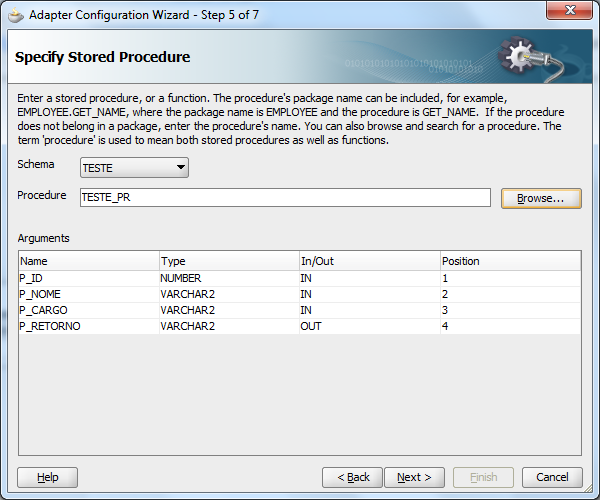 Adapter Configuration Wizard - Step 5 of 7
Specify Stored Procedure
0101010101010101010101010101
0101010101
Enter a stored procedure, or a function. The procedure's package name can be included, for example,
EMPLOYEE.GET_NAME, where the package name is EMPLOYEE and the procedure is GET_NAME.  If the procedure
does not belong in a package, enter the procedure's name. You can also browse and search for a procedure. The
term 'procedure' is used to mean both stored procedures as well as functions.
Schema TESTE
Procedure TESTE_PR Browse...
Arguments
Name Type In/Out Position
P_ID NUMBER IN 1
P_NOME VARCHAR2 IN 2
P_CARGO VARCHAR2 IN 3
P_RETORNO VARCHAR2 OUT 4
Help < Back Next > Finish Cancel